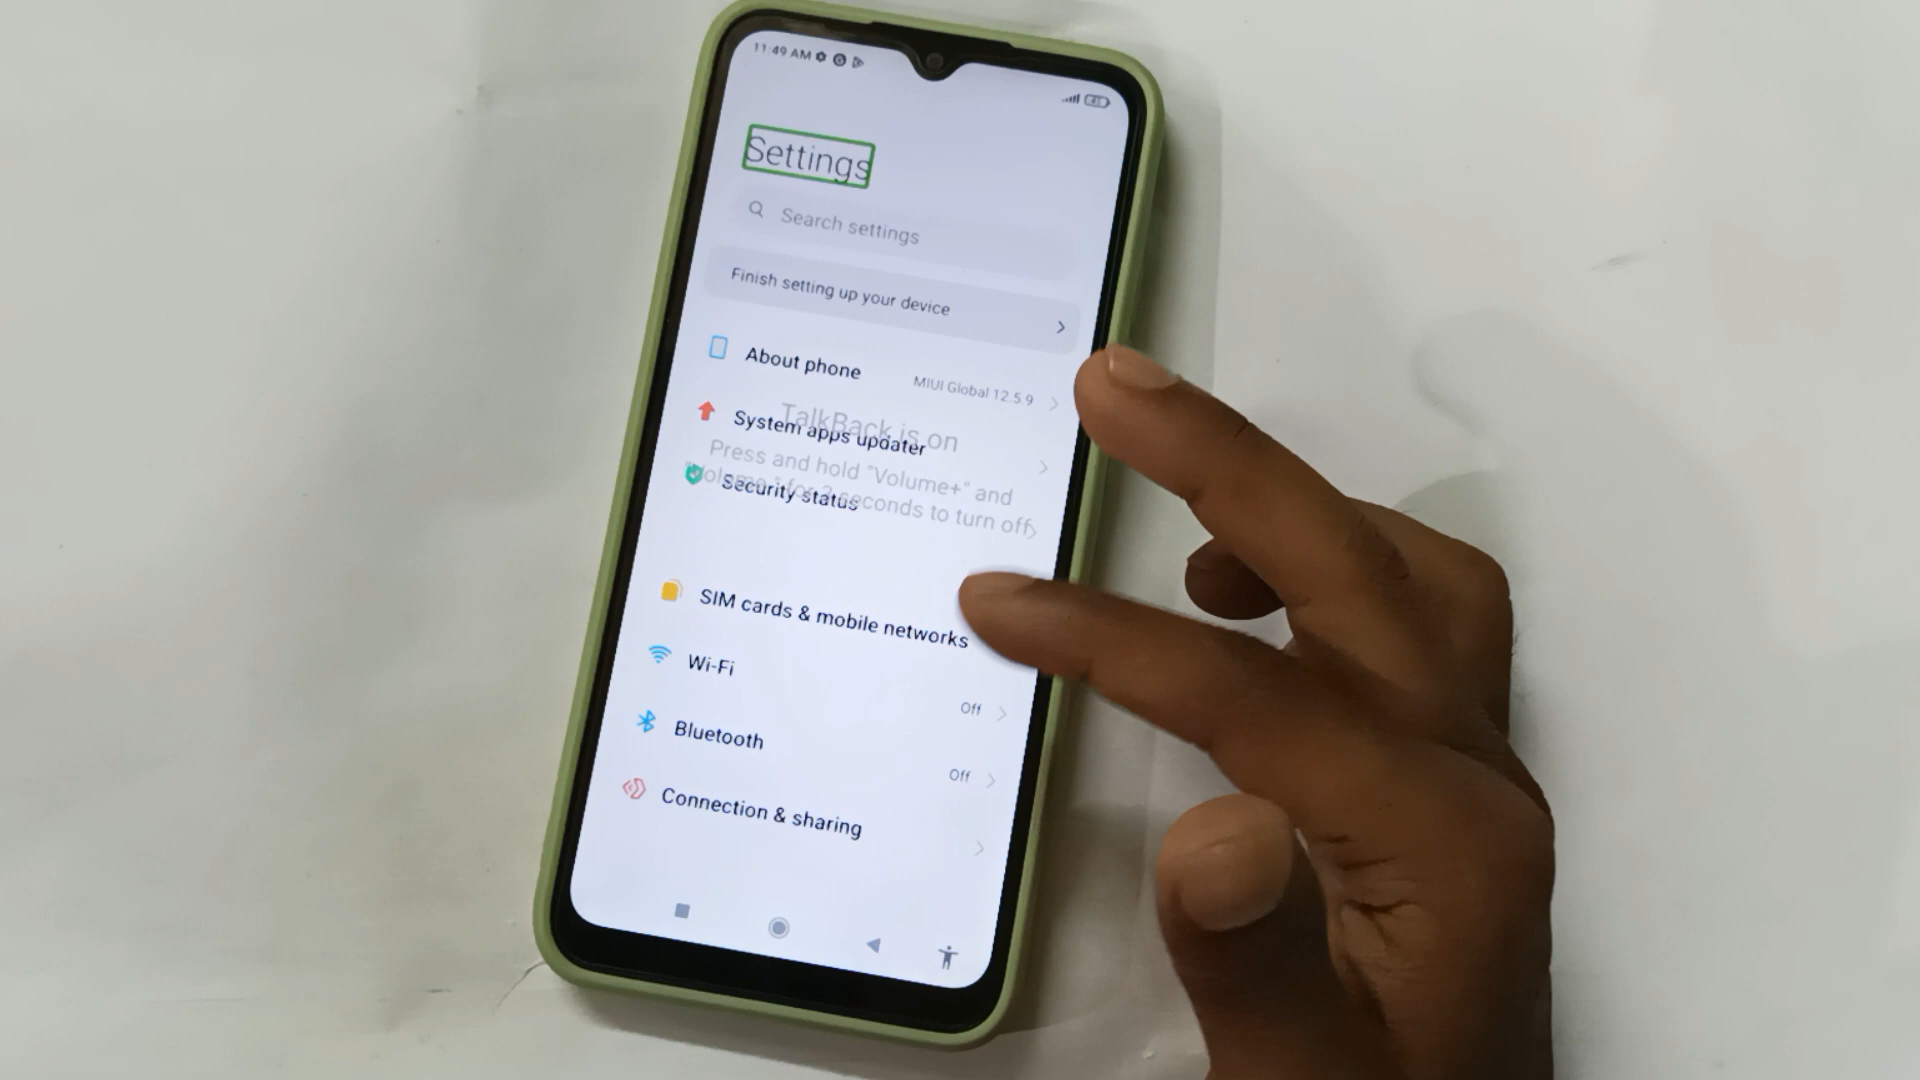 11:49 AM
Settings
Search settings
Finish setting up your device
About phone
MIUI Global 12.5.9
TalkBack is on
System apps updater
Press and hold "Volume+" and
for 3 seconds to turn off
Security status
SIM cards & mobile networks
Wi-Fi
Off
Bluetooth
Off
Connection & sharing